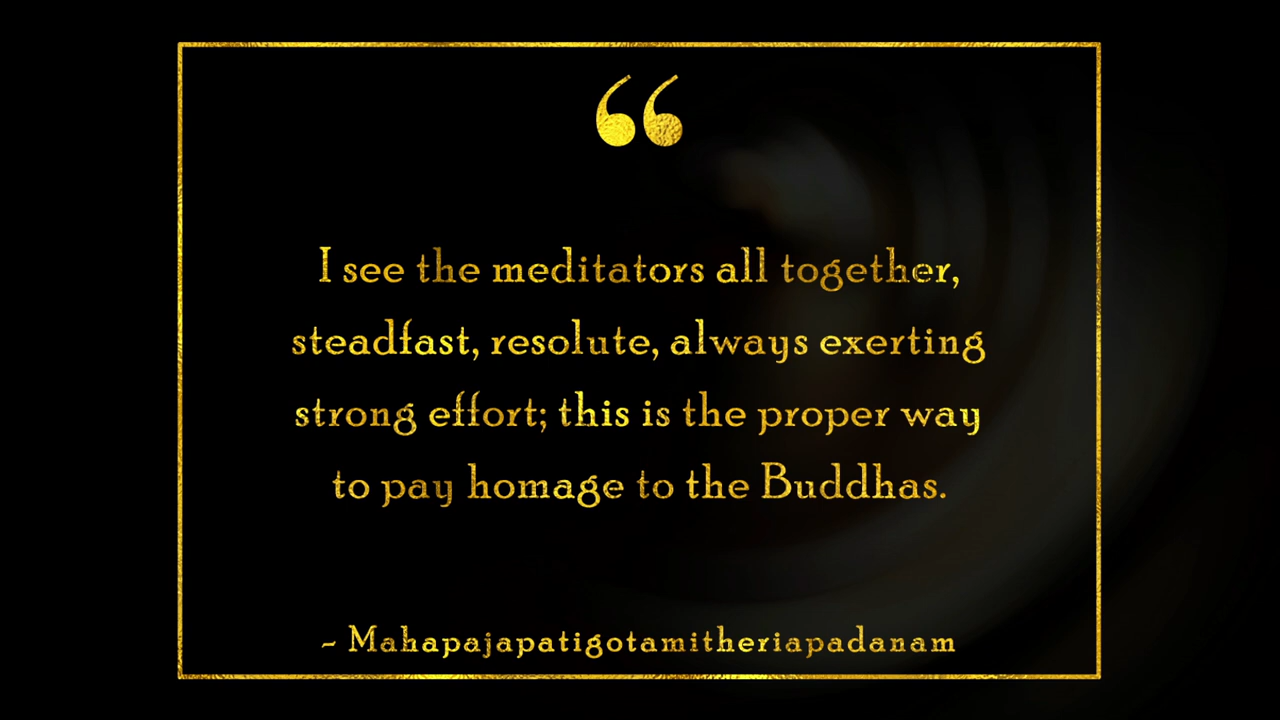 “
I see the meditators all together,
steadfast, resolute, always exerting
strong effort; this is the proper way
to pay homage to the Buddhas.
~ Mahapajapatigotamitheriapadanam